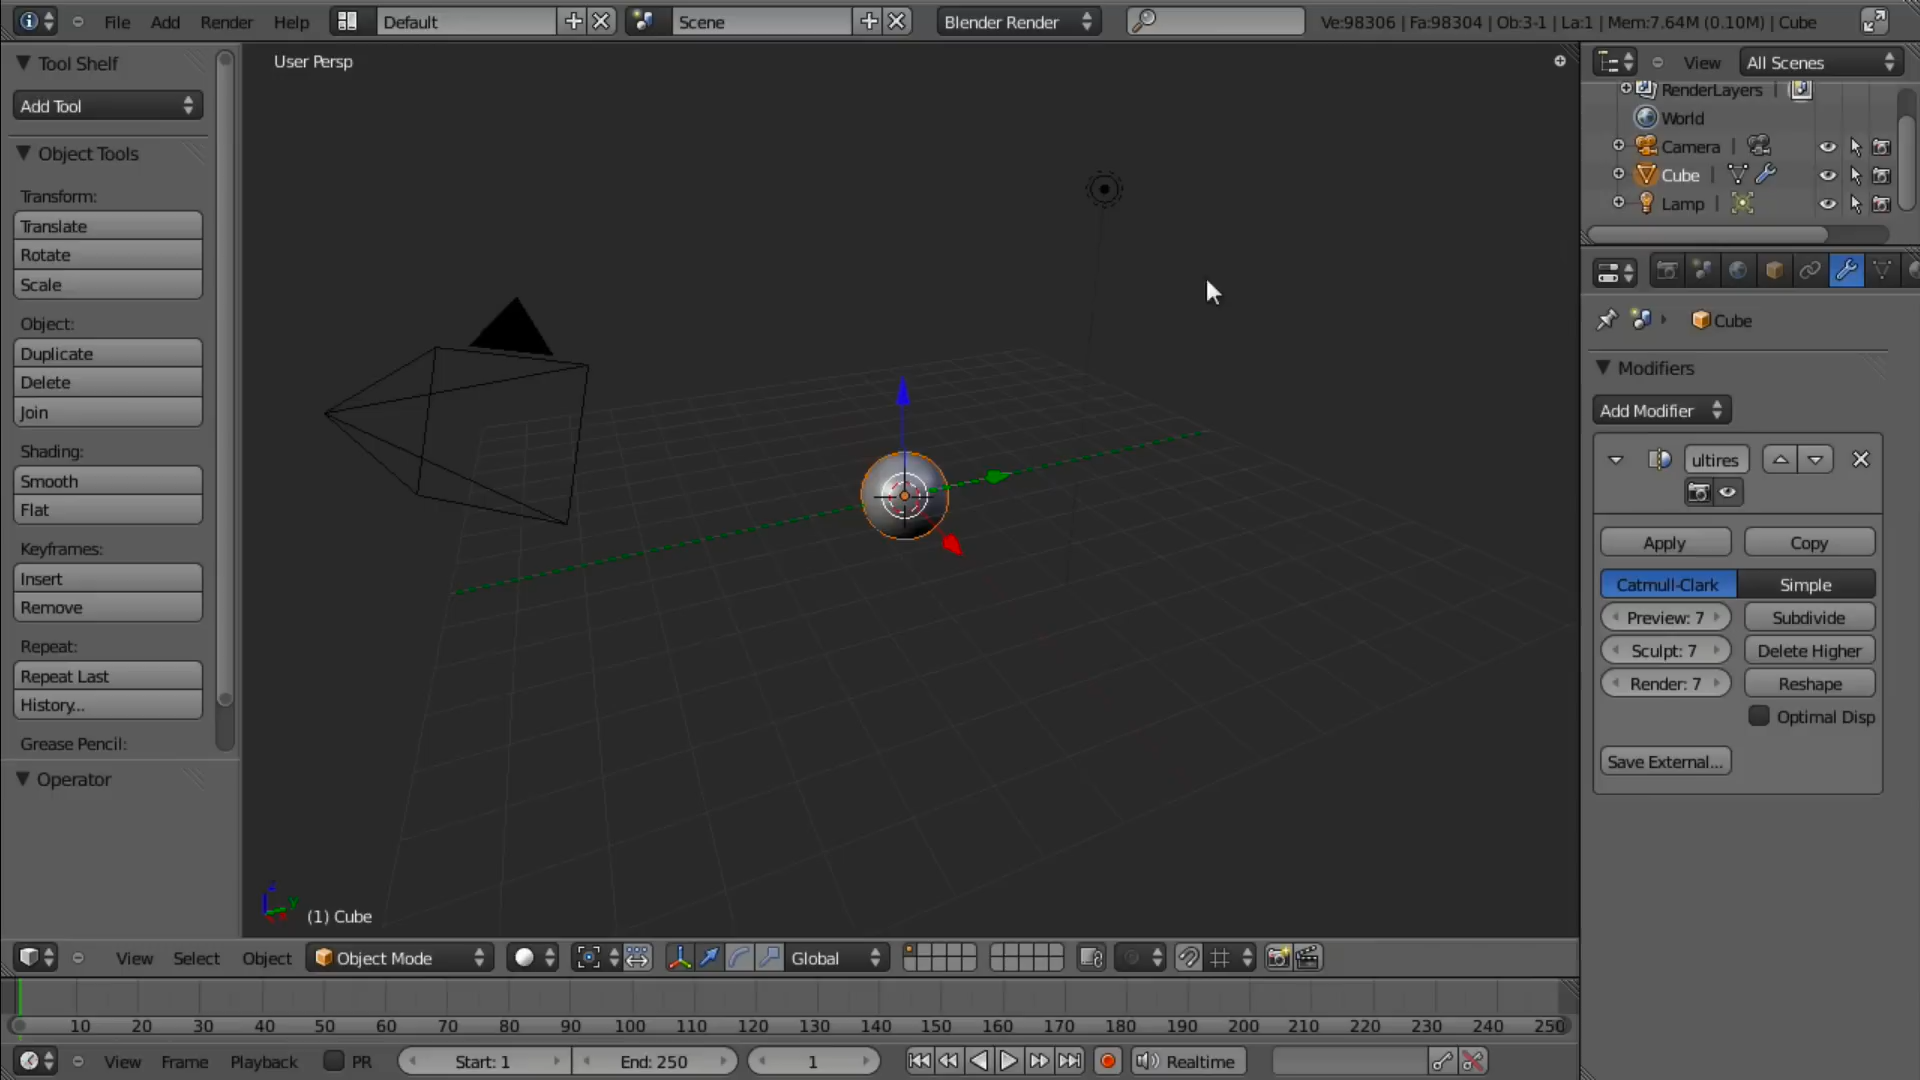 File Add Render Help Default Scene Blender Render Ve:98306 | Fa:98304 | Ob:3-1 | La:1 | Mem:7.64M (0.10M) | Cube
Tool Shelf
Add Tool
Object Tools
Transform:
Translate
Rotate
Scale
Object:
Duplicate
Delete
Join
Shading:
Smooth
Flat
Keyframes:
Insert
Remove
Repeat:
Repeat Last
History...
Grease Pencil:
Operator
User Persp
(1) Cube
View All Scenes
RenderLayers |
World
Camera |
Cube |
Lamp |
Cube
Modifiers
Add Modifier
ultires
Apply Copy
Catmull-Clark Simple
Preview: 7 Subdivide
Sculpt: 7 Delete Higher
Render: 7 Reshape
Optimal Disp
Save External...
View Select Object Object Mode Global
10 20 30 40 50 60 70 80 90 100 110 120 130 140 150 160 170 180 190 200 210 220 230 240 250
View Frame Playback PR Start: 1 End: 250 1 Realtime